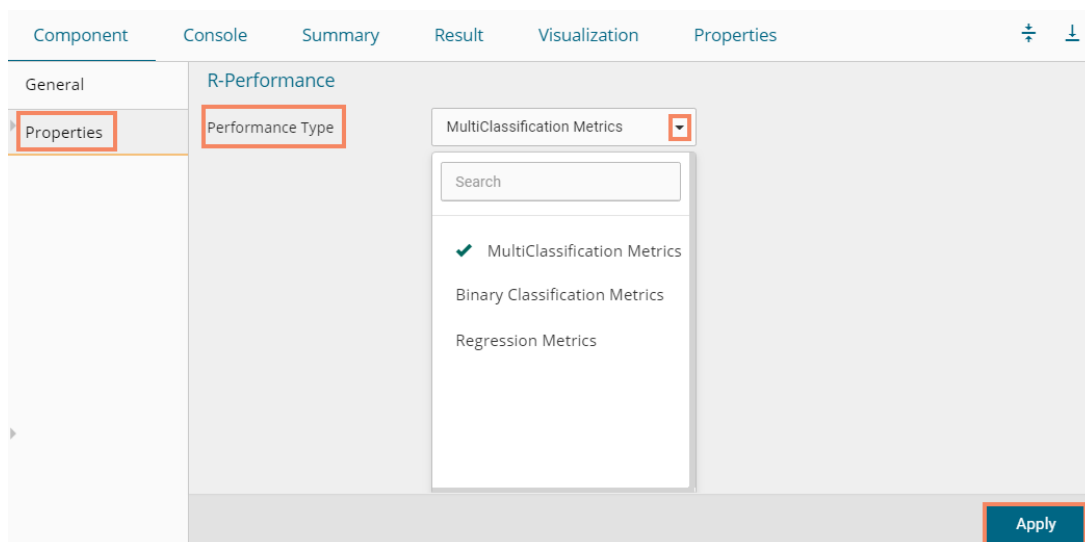 Component Console Summary Result Visualization Properties
General
Properties
R-Performance
Performance Type
MultiClassification Metrics
Search
MultiClassification Metrics
Binary Classification Metrics
Regression Metrics
Apply